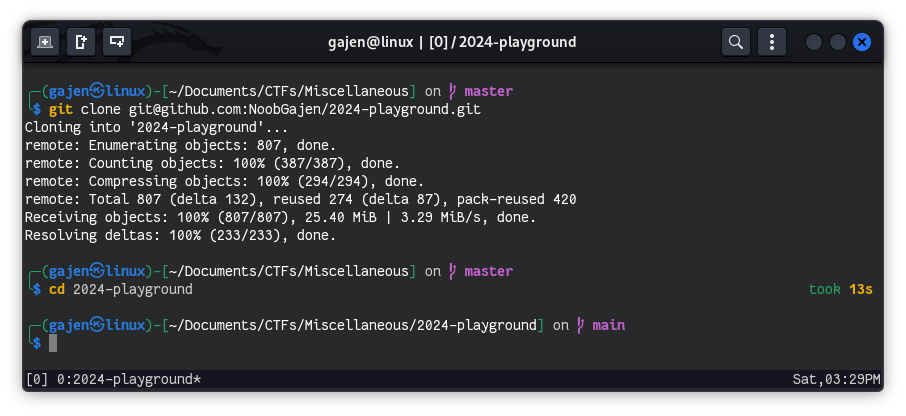 gajen@linux | [0] / 2024-playground
(gajen㉿linux)-[~/Documents/CTFs/Miscellaneous] on master
$ git clone git@github.com:NoobGajen/2024-playground.git
Cloning into '2024-playground'...
remote: Enumerating objects: 807, done.
remote: Counting objects: 100% (387/387), done.
remote: Compressing objects: 100% (294/294), done.
remote: Total 807 (delta 132), reused 274 (delta 87), pack-reused 420
Receiving objects: 100% (807/807), 25.40 MiB | 3.29 MiB/s, done.
Resolving deltas: 100% (233/233), done.
(gajen㉿linux)-[~/Documents/CTFs/Miscellaneous] on master
$ cd 2024-playground took 13s
(gajen㉿linux)-[~/Documents/CTFs/Miscellaneous/2024-playground] on main
$
[0] 0:2024-playground* Sat,03:29PM